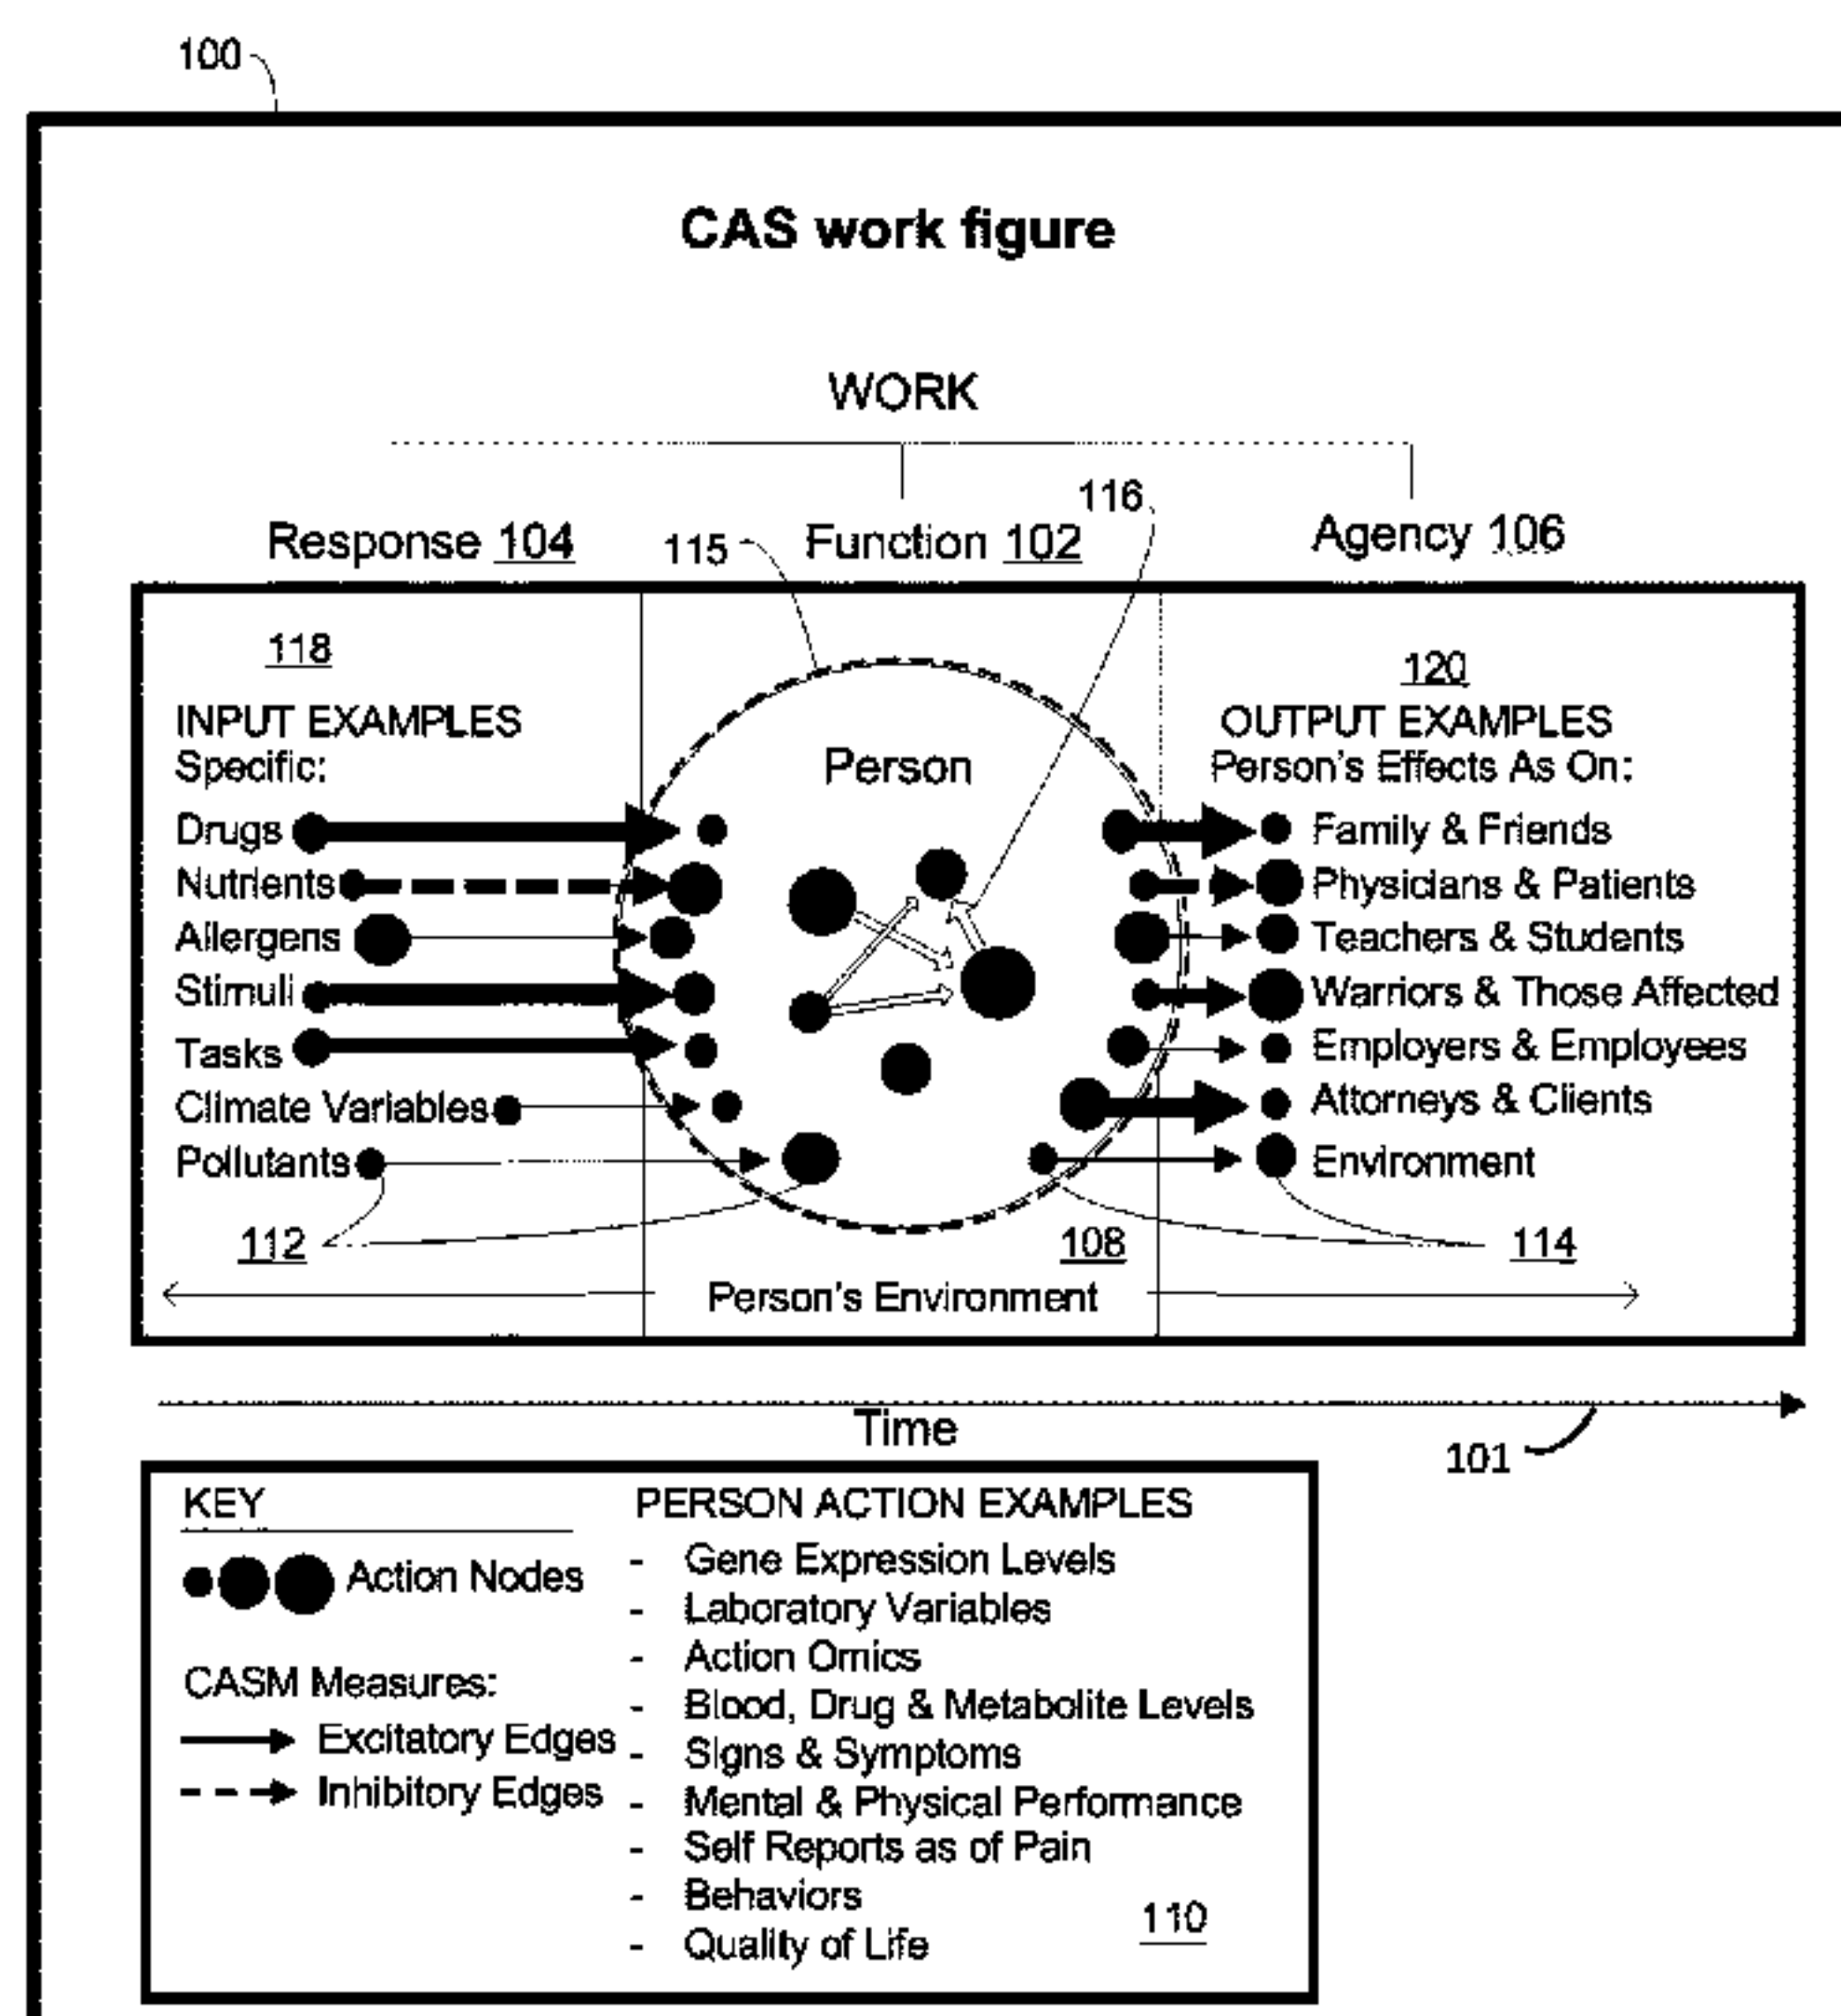 100
CAS work figure
WORK
116
Response 104
115
Function 102
Agency 106
118
120
INPUT EXAMPLES
Specific:
OUTPUT EXAMPLES
Person's Effects As On:
Person
Drugs
Nutrients
Allergens
Stimuli
Tasks
Climate Variables
Pollutants
Family & Friends
Physicians & Patients
Teachers & Students
Warriors & Those Affected
Employers & Employees
Attorneys & Clients
Environment
112
108
114
Person's Environment
Time
101
KEY
Action Nodes
CASM Measures:
Excitatory Edges
Inhibitory Edges
PERSON ACTION EXAMPLES
- Gene Expression Levels
- Laboratory Variables
- Action Omics
- Blood, Drug & Metabolite Levels
- Signs & Symptoms
- Mental & Physical Performance
- Self Reports as of Pain
- Behaviors
- Quality of Life
110